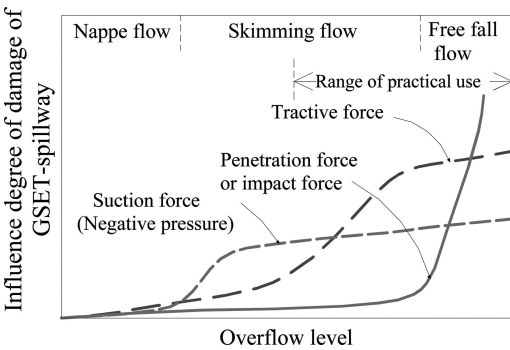 Nappe flow
Skimming flow
Free fall
flow
Range of practical use
Tractive force
Penetration force
or impact force
Suction force
(Negative pressure)
Influence degree of damage of
GSET-spillway
Overflow level